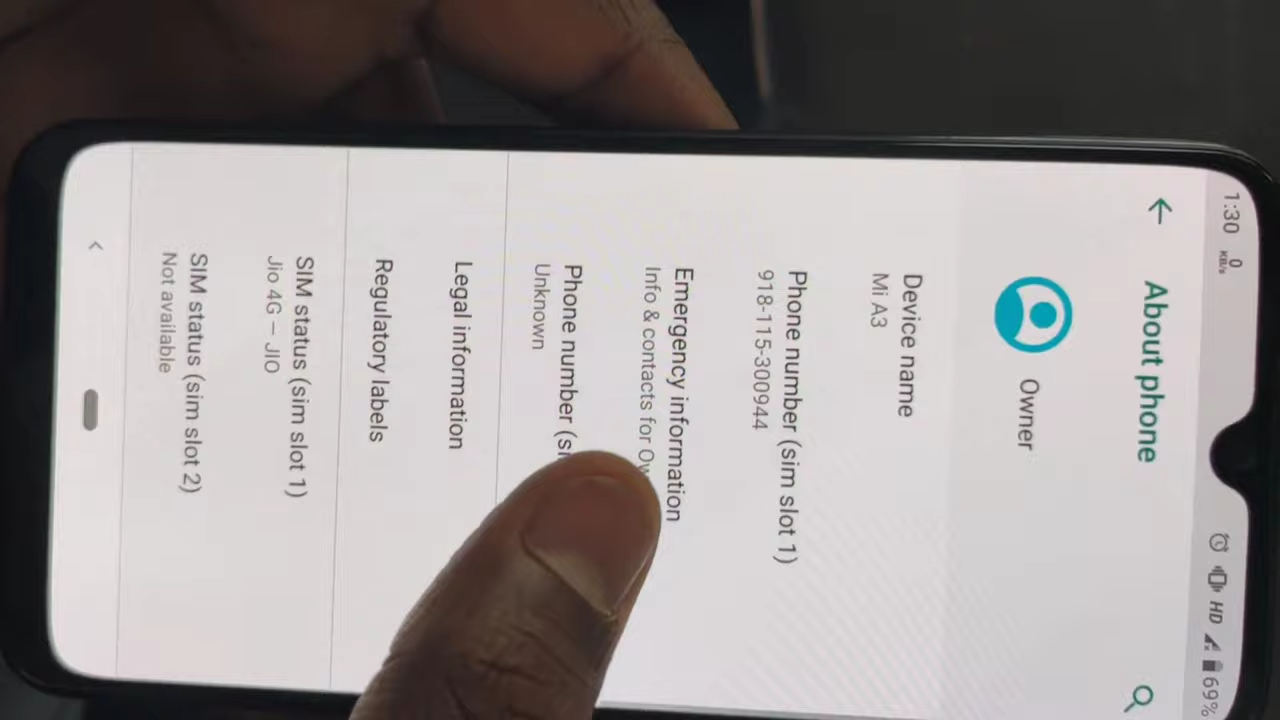 1:30
0
KB/s
HD
69%
About phone
Owner
Device name
Mi A3
Phone number (sim slot 1)
918-115-300944
Emergency information
Info & contacts for
Phone number
Unknown
Legal information
Regulatory labels
SIM status (sim slot 1)
Jio 4G – JIO
SIM status (sim slot 2)
Not available